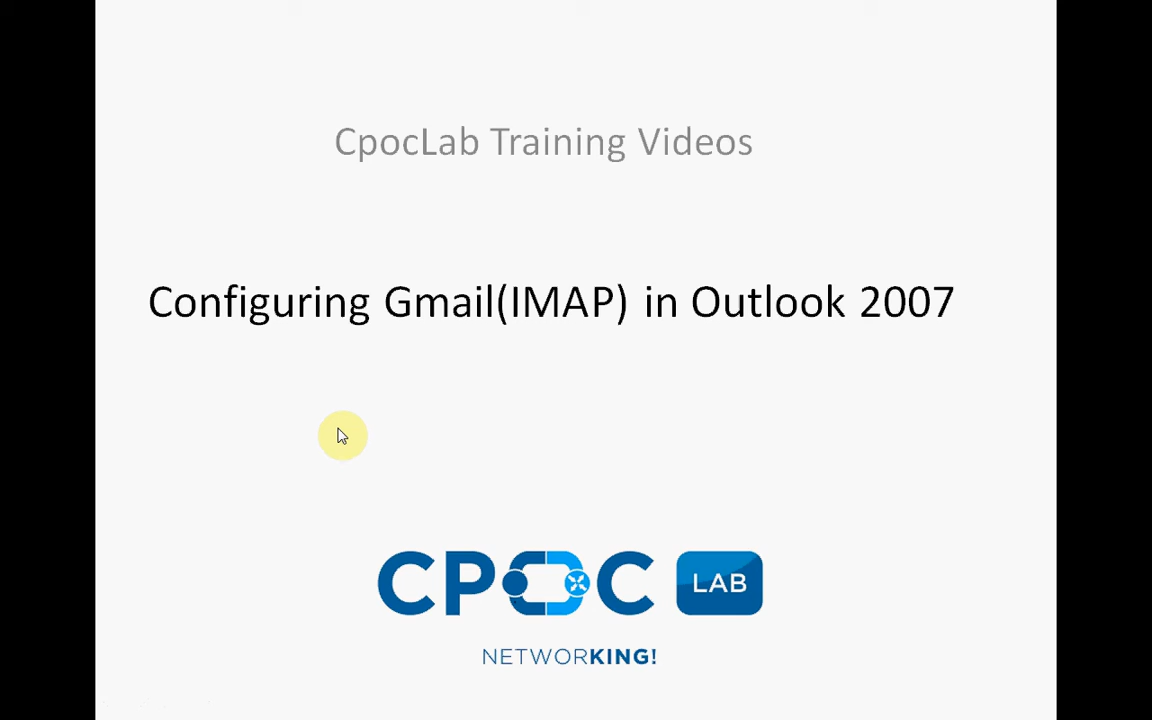 CpocLab Training Videos
Configuring Gmail(IMAP) in Outlook 2007
CPOC LAB
NETWORKING!